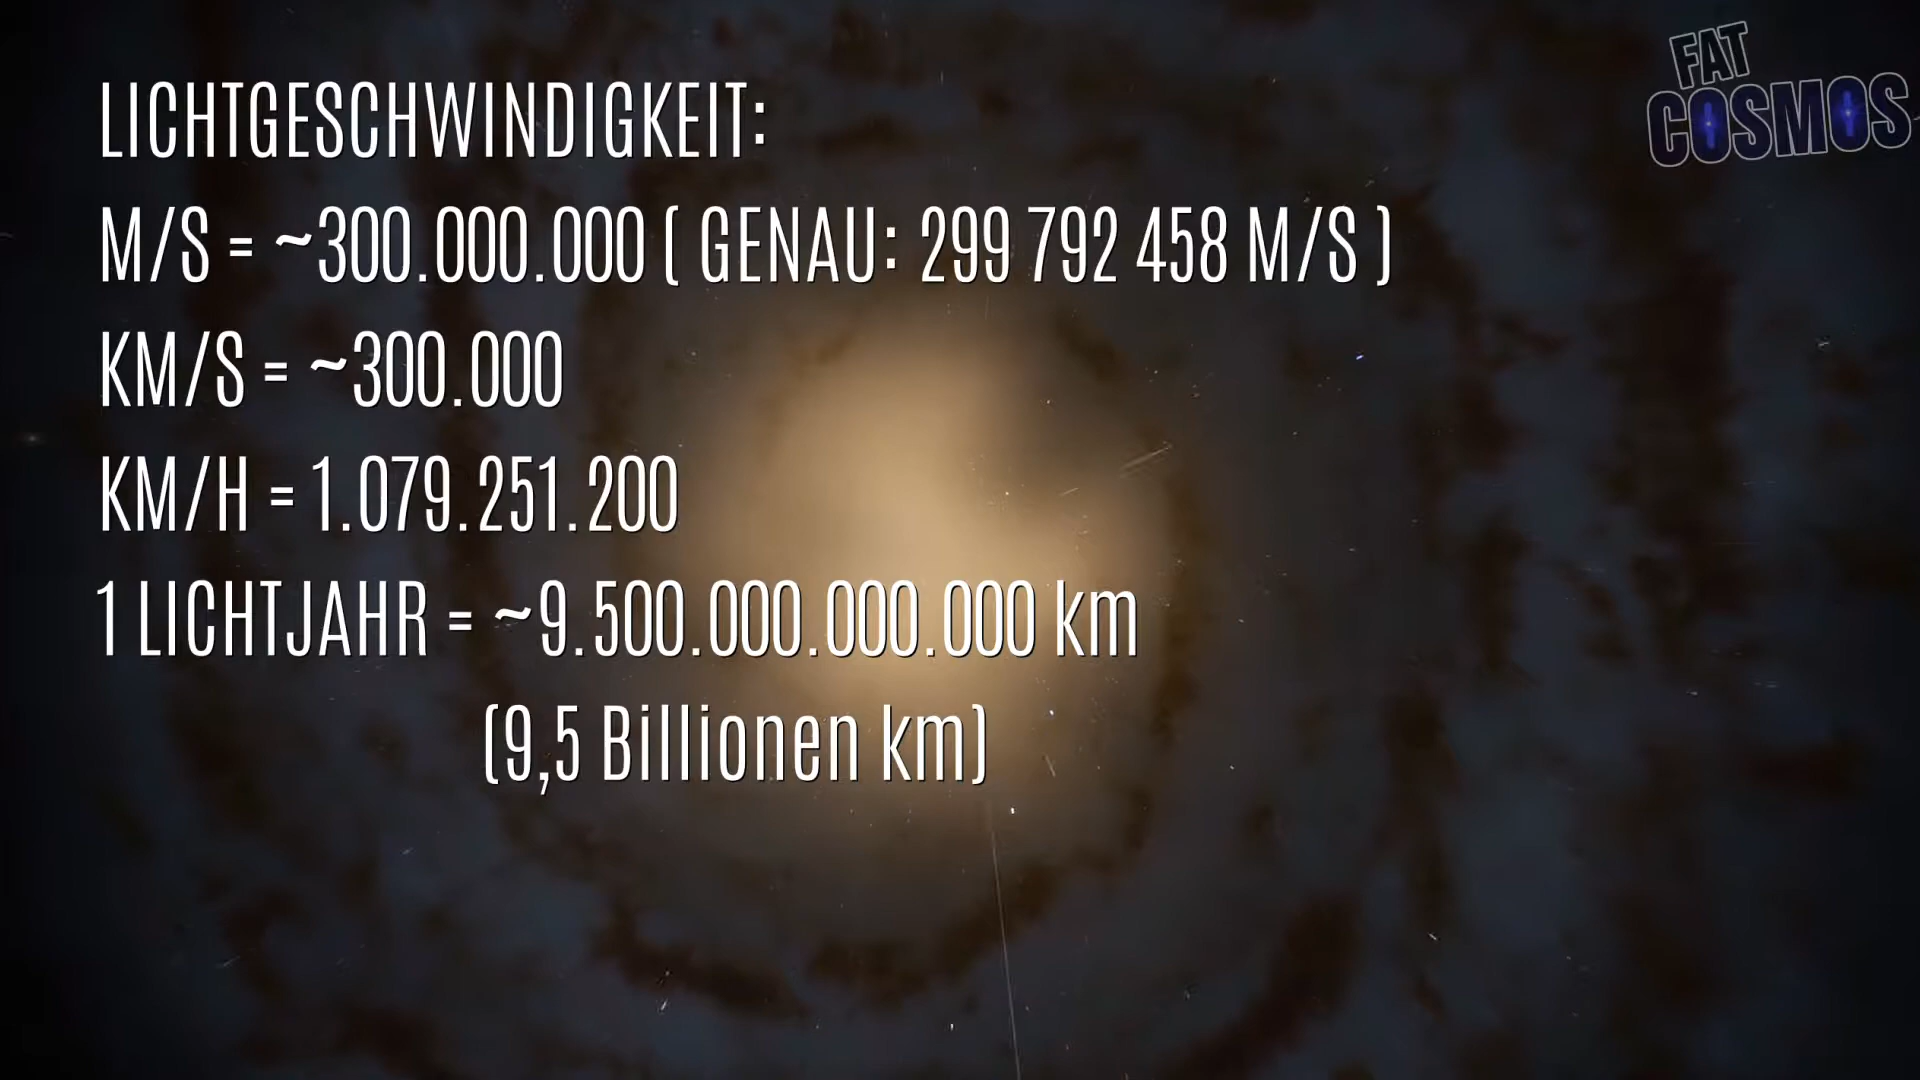 FAT
COSMOS
LICHTGESCHWINDIGKEIT:
M/S = ~300.000.000 ( GENAU: 299 792 458 M/S )
KM/S = ~300.000
KM/H = 1.079.251.200
1 LICHTJAHR = ~9.500.000.000.000 km
(9,5 Billionen km)